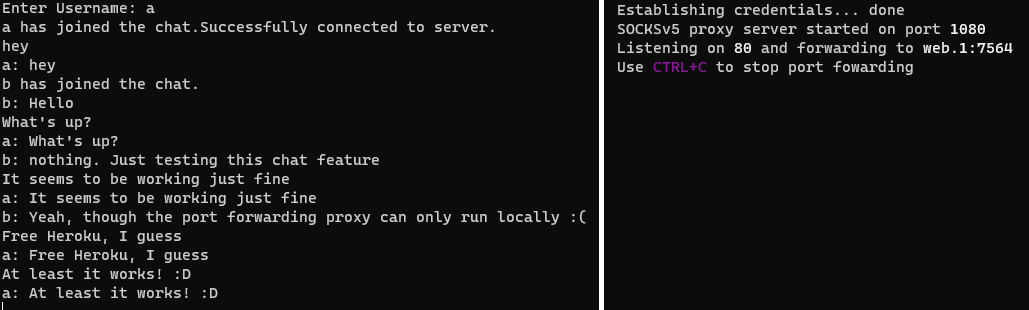 Enter Username: a
a has joined the chat.Successfully connected to server.
hey
a: hey
b has joined the chat.
b: Hello
What's up?
a: What's up?
b: nothing. Just testing this chat feature
It seems to be working just fine
a: It seems to be working just fine
b: Yeah, though the port forwarding proxy can only run locally :(
Free Heroku, I guess
a: Free Heroku, I guess
At least it works! :D
a: At least it works! :D
Establishing credentials... done
SOCKSv5 proxy server started on port 1080
Listening on 80 and forwarding to web.1:7564
Use CTRL+C to stop port fowarding